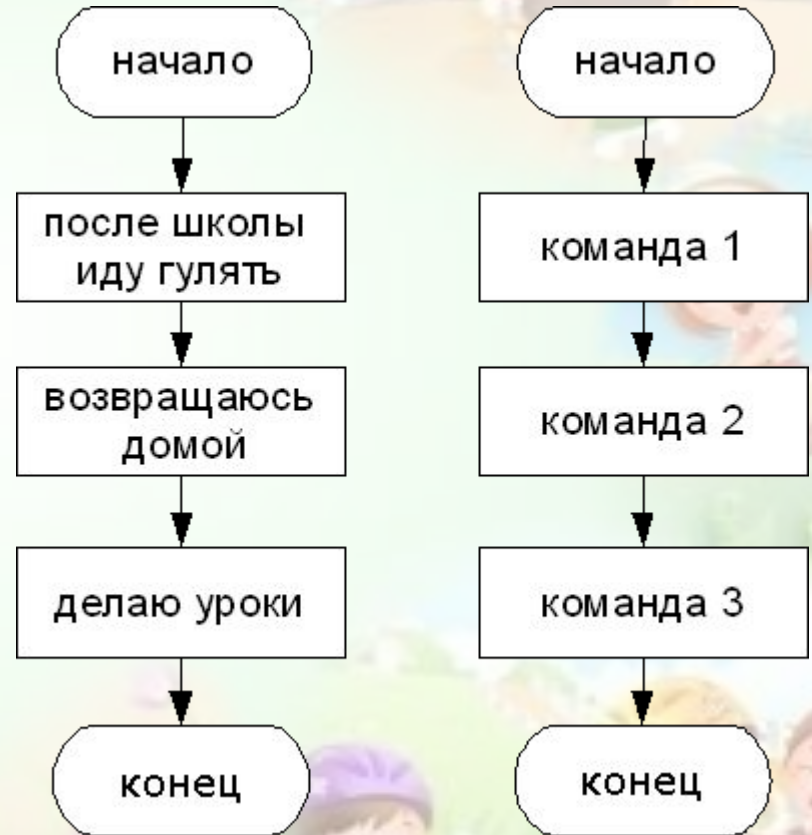 начало
после школы
иду гулять
возвращаюсь
домой
делаю уроки
конец
начало
команда 1
команда 2
команда 3
конец